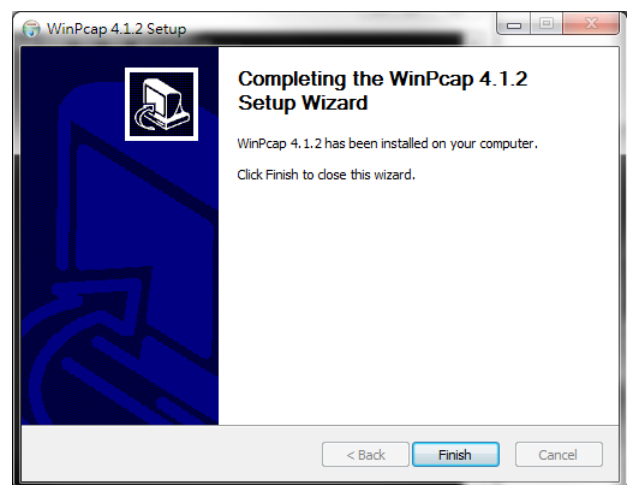 WinPcap 4.1.2 Setup
Completing the WinPcap 4.1.2
Setup Wizard
WinPcap 4.1.2 has been installed on your computer.
Click Finish to close this wizard.
< Back
Finish
Cancel